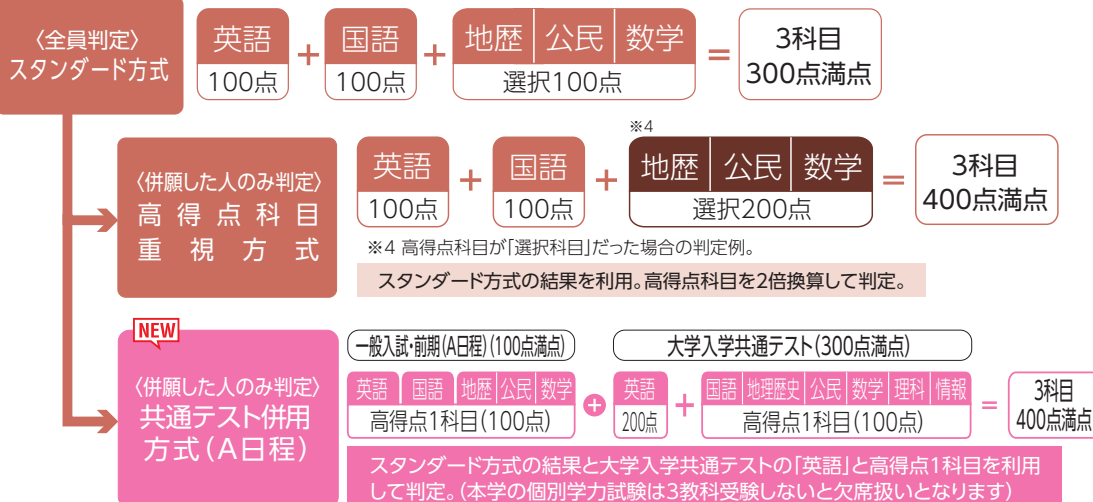 〈全員判定〉
スタンダード方式
英語 + 国語 + 地歴 公民 数学 = 3科目
100点 100点 選択100点 300点満点
※4
〈併願した人のみ判定〉
高得点科目
重視方式
英語 + 国語 + 地歴 公民 数学 = 3科目
100点 100点 選択200点 400点満点
※4 高得点科目が「選択科目」だった場合の判定例。
スタンダード方式の結果を利用。高得点科目を2倍換算して判定。
NEW
〈併願した人のみ判定〉
共通テスト併用
方式(A日程)
一般入試・前期(A日程)(100点満点) 大学入学共通テスト(300点満点)
英語 国語 地歴 公民 数学 + 英語 + 国語 地理歴史 公民 数学 理科 情報 = 3科目
高得点1科目(100点) 200点 高得点1科目(100点) 400点満点
スタンダード方式の結果と大学入学共通テストの「英語」と高得点1科目を利用
して判定。(本学の個別学力試験は3教科受験しないと欠席扱いとなります)